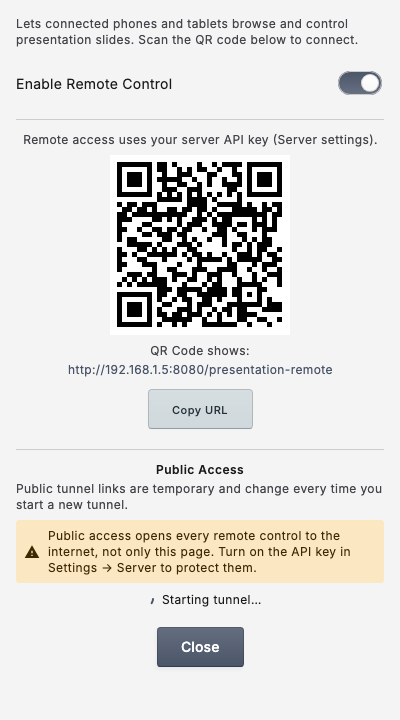 Lets connected phones and tablets browse and control
presentation slides. Scan the QR code below to connect.
Enable Remote Control
Remote access uses your server API key (Server settings).
QR Code shows:
http://192.168.1.5:8080/presentation-remote
Copy URL
Public Access
Public tunnel links are temporary and change every time you
start a new tunnel.
Public access opens every remote control to the
internet, not only this page. Turn on the API key in
Settings → Server to protect them.
Starting tunnel...
Close